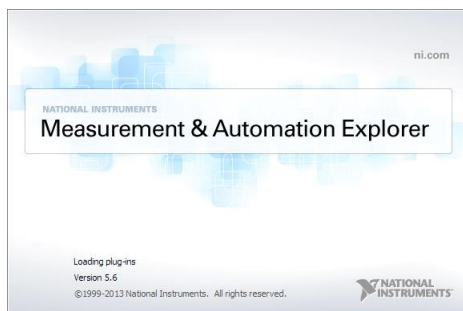 ni.com
NATIONAL INSTRUMENTS
Measurement & Automation Explorer
Loading plug-ins
Version 5.6
©1999-2013 National Instruments. All rights reserved.
NATIONAL
INSTRUMENTS